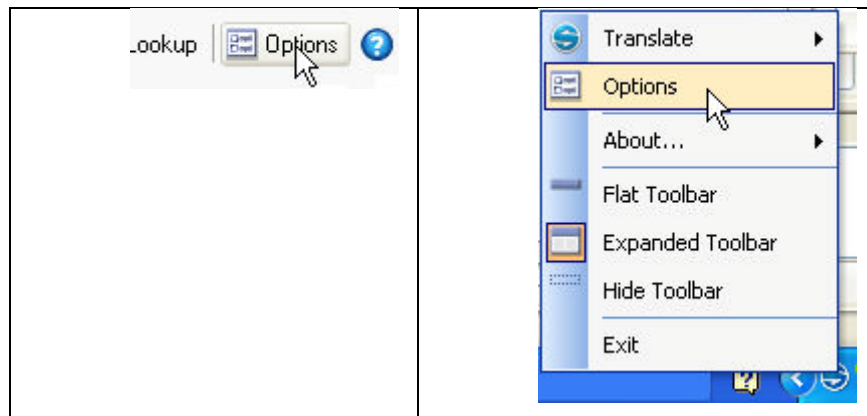 Lookup Options
Translate
Options
About...
Flat Toolbar
Expanded Toolbar
Hide Toolbar
Exit